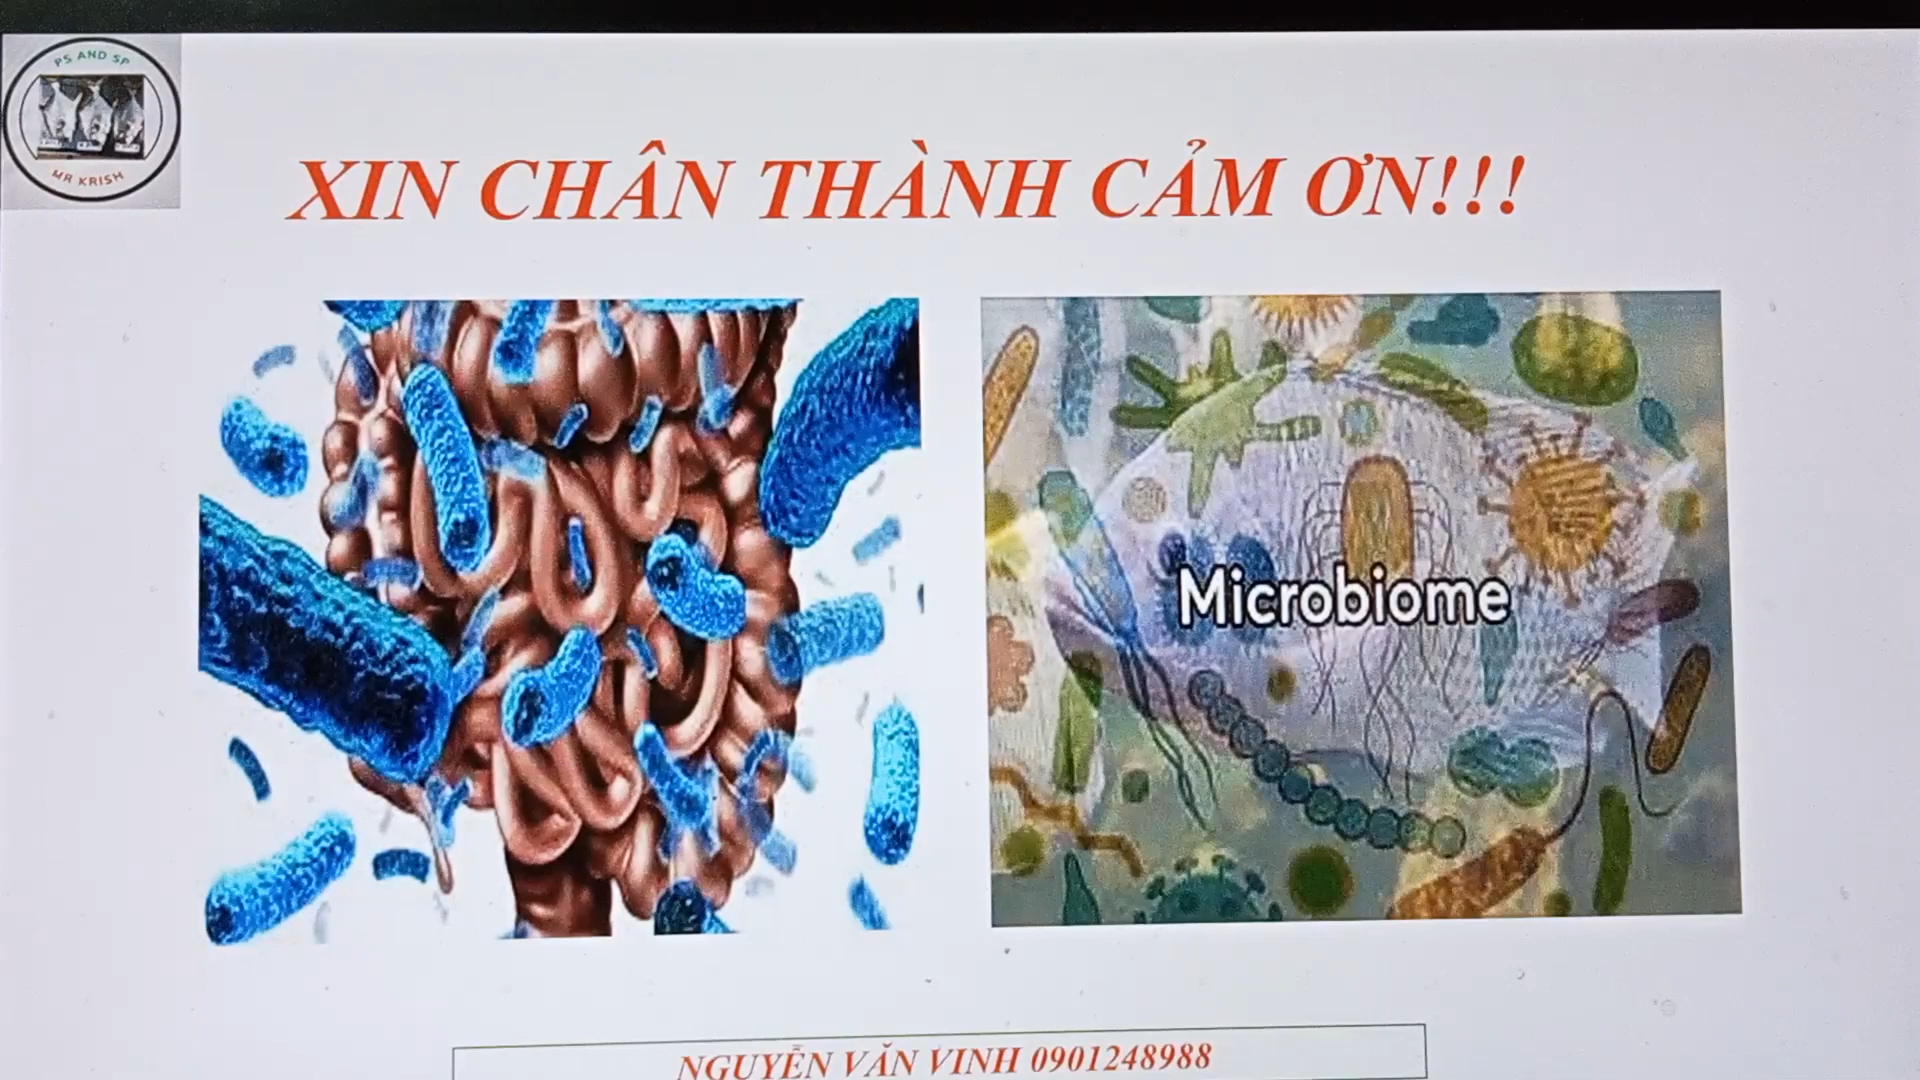 PS AND SP
MR KRISH
XIN CHÂN THÀNH CẢM ƠN!!!
Microbiome
NGUYỄN VĂN VINH 0901248988